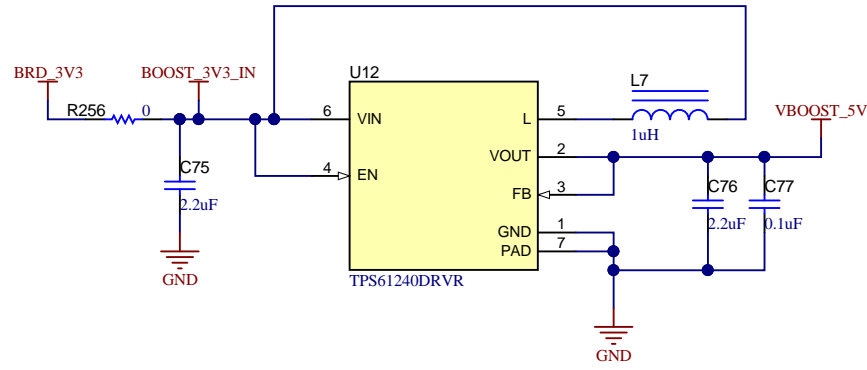 BRD_3V3
BOOST_3V3_IN
U12
L7
VBOOST_5V
R256
0
6
VIN
L
5
1uH
VOUT
2
4
EN
C75
2.2uF
FB
3
C76
C77
2.2uF
0.1uF
GND
1
PAD
7
GND
TPS61240DRVR
GND